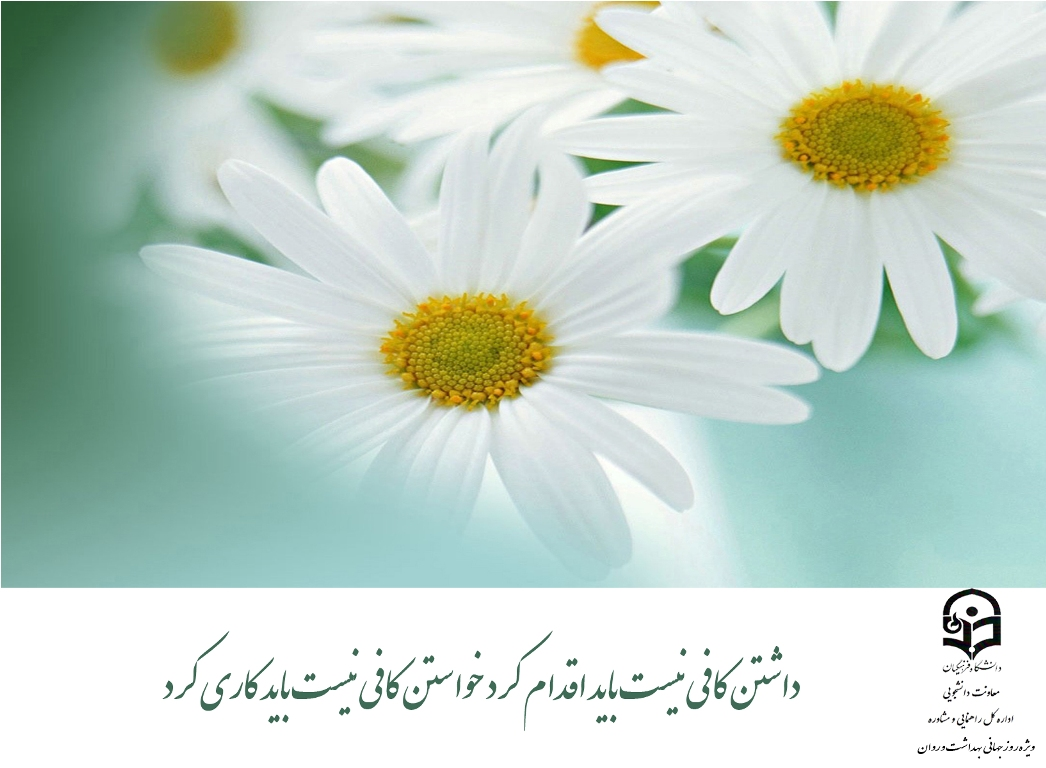 داشتن کافی نیست باید اقدام کرد خواستن کافی نیست باید کاری کرد
دانشگاه فرهنگیان
معاونت دانشجویی
اداره کل راهنمایی و مشاوره
ویژه روز جهانی بهداشت وروان